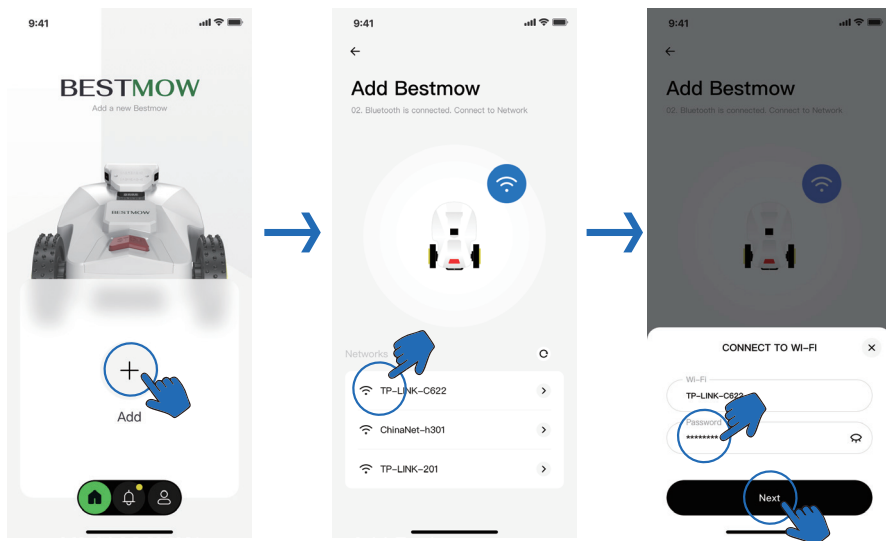 9:41
BESTMOW
Add a new Bestmow
BESTMOW
Add
9:41
Add Bestmow
02. Bluetooth is connected. Connect to Network
Networks
TP-LINK-C622
ChinaNet-h301
TP-LINK-201
9:41
Add Bestmow
02. Bluetooth is connected. Connect to Network
CONNECT TO WI-FI
Wi-Fi
TP-LINK-C622
Password
********
Next